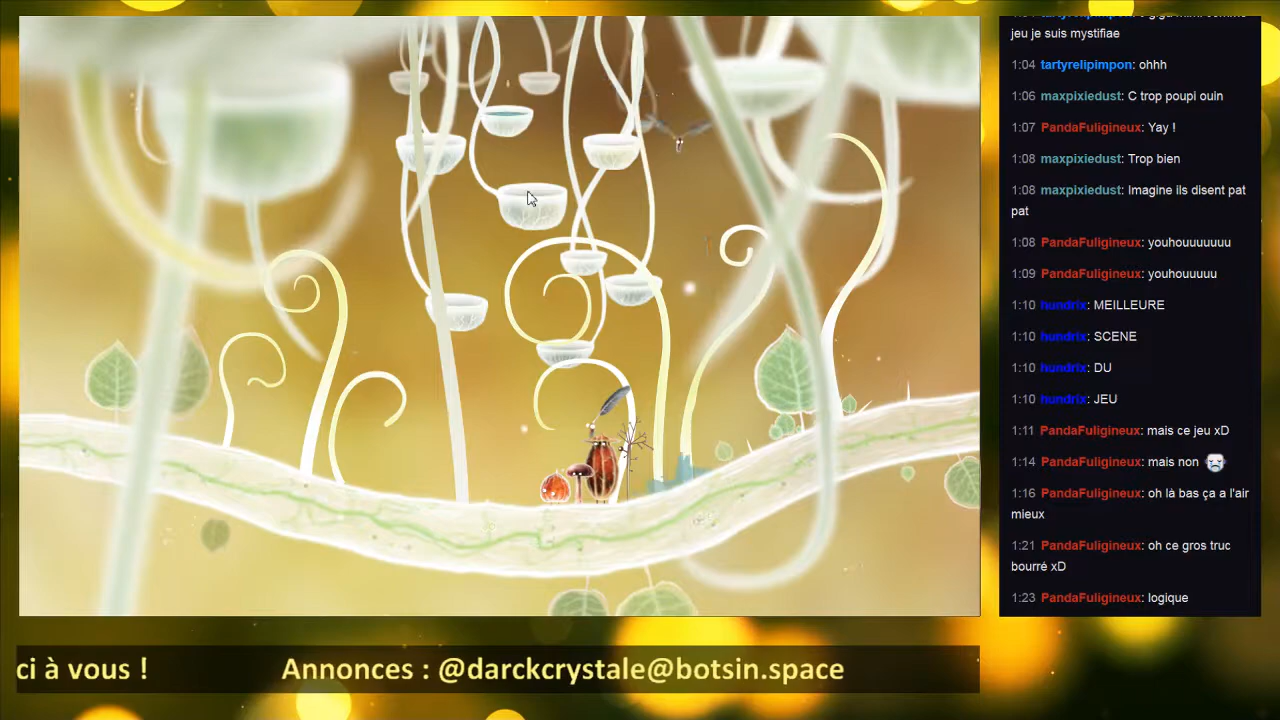 jeu je suis mystifiae
1:04 tartyrelipimpon: ohhh
1:06 maxpixiedust: C trop poupi ouin
1:07 PandaFuligineux: Yay !
1:08 maxpixiedust: Trop bien
1:08 maxpixiedust: Imagine ils disent pat
pat
1:08 PandaFuligineux: youhouuuuuuu
1:09 PandaFuligineux: youhouuuuu
1:10 hundrix: MEILLEURE
1:10 hundrix: SCENE
1:10 hundrix: DU
1:10 hundrix: JEU
1:11 PandaFuligineux: mais ce jeu xD
1:14 PandaFuligineux: mais non
1:16 PandaFuligineux: oh là bas ça a l'air
mieux
1:21 PandaFuligineux: oh ce gros truc
bourré xD
1:23 PandaFuligineux: logique
ci à vous ! Annonces : @darckcrystale@botsin.space